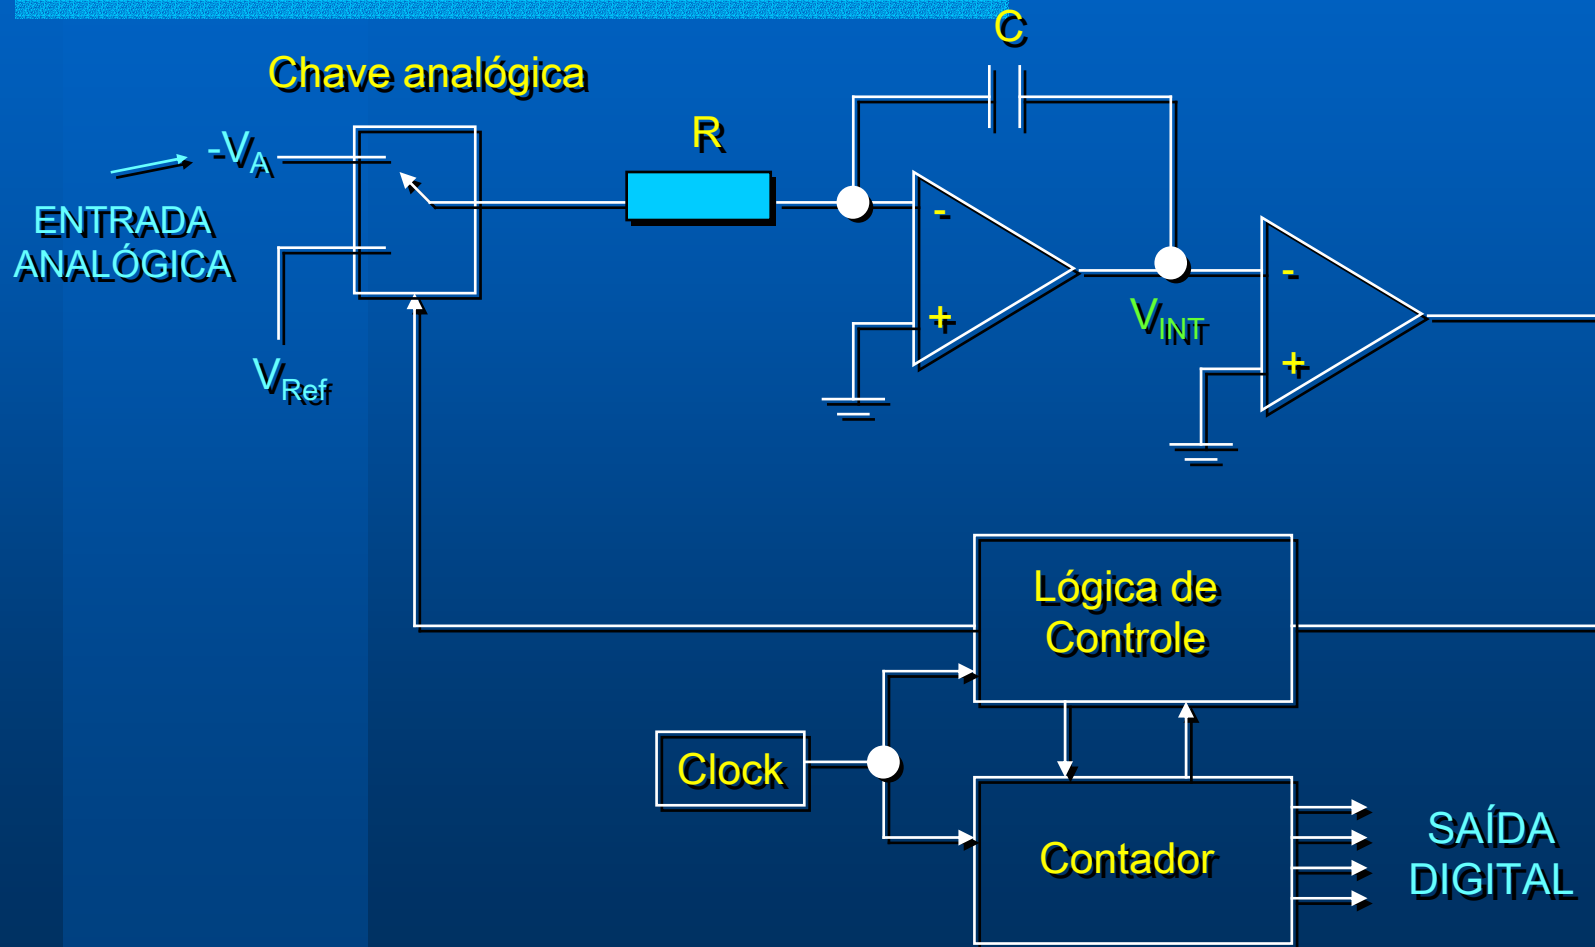 C
Chave analógica
R
-VA
ENTRADA
ANALÓGICA
-
-
+
VINT
+
VRef
Lógica de
Controle
Clock
Contador
SAÍDA
DIGITAL